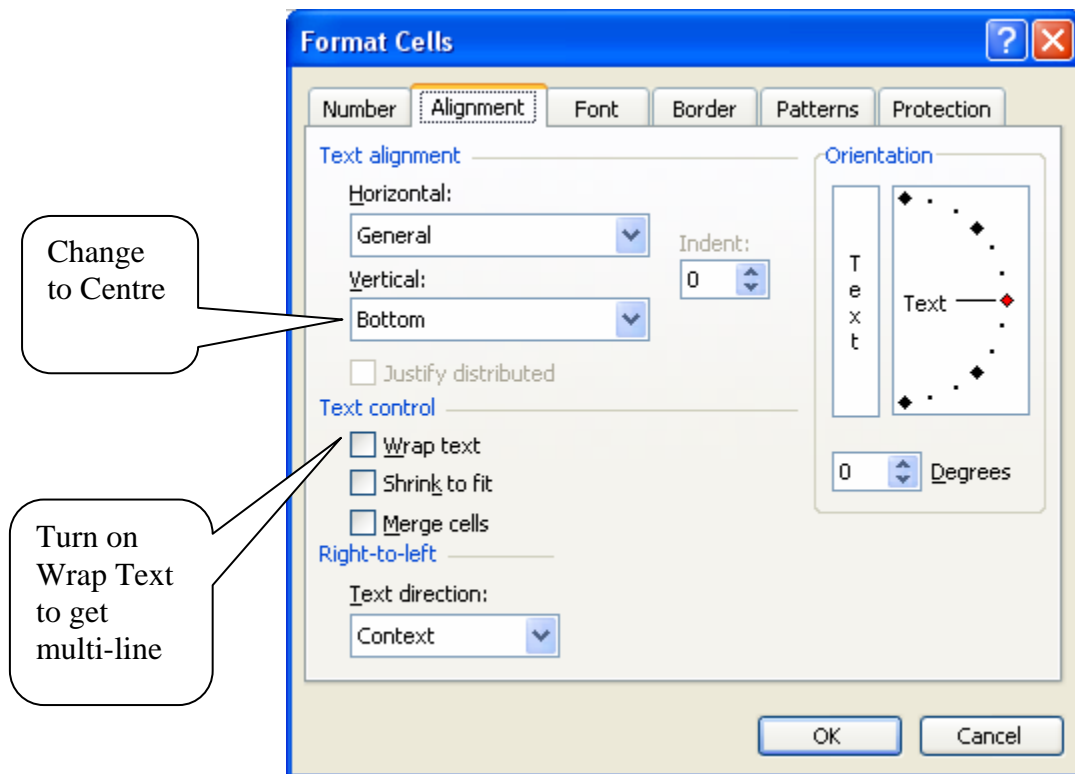 Format Cells
Number Alignment Font Border Patterns Protection
Text alignment
Horizontal:
General
Indent:
0
Vertical:
Bottom
Justify distributed
Text control
Wrap text
Shrink to fit
Merge cells
Right-to-left
Text direction:
Context
Orientation
Text
Text
0 Degrees
OK Cancel
Change
to Centre
Turn on
Wrap Text
to get
multi-line